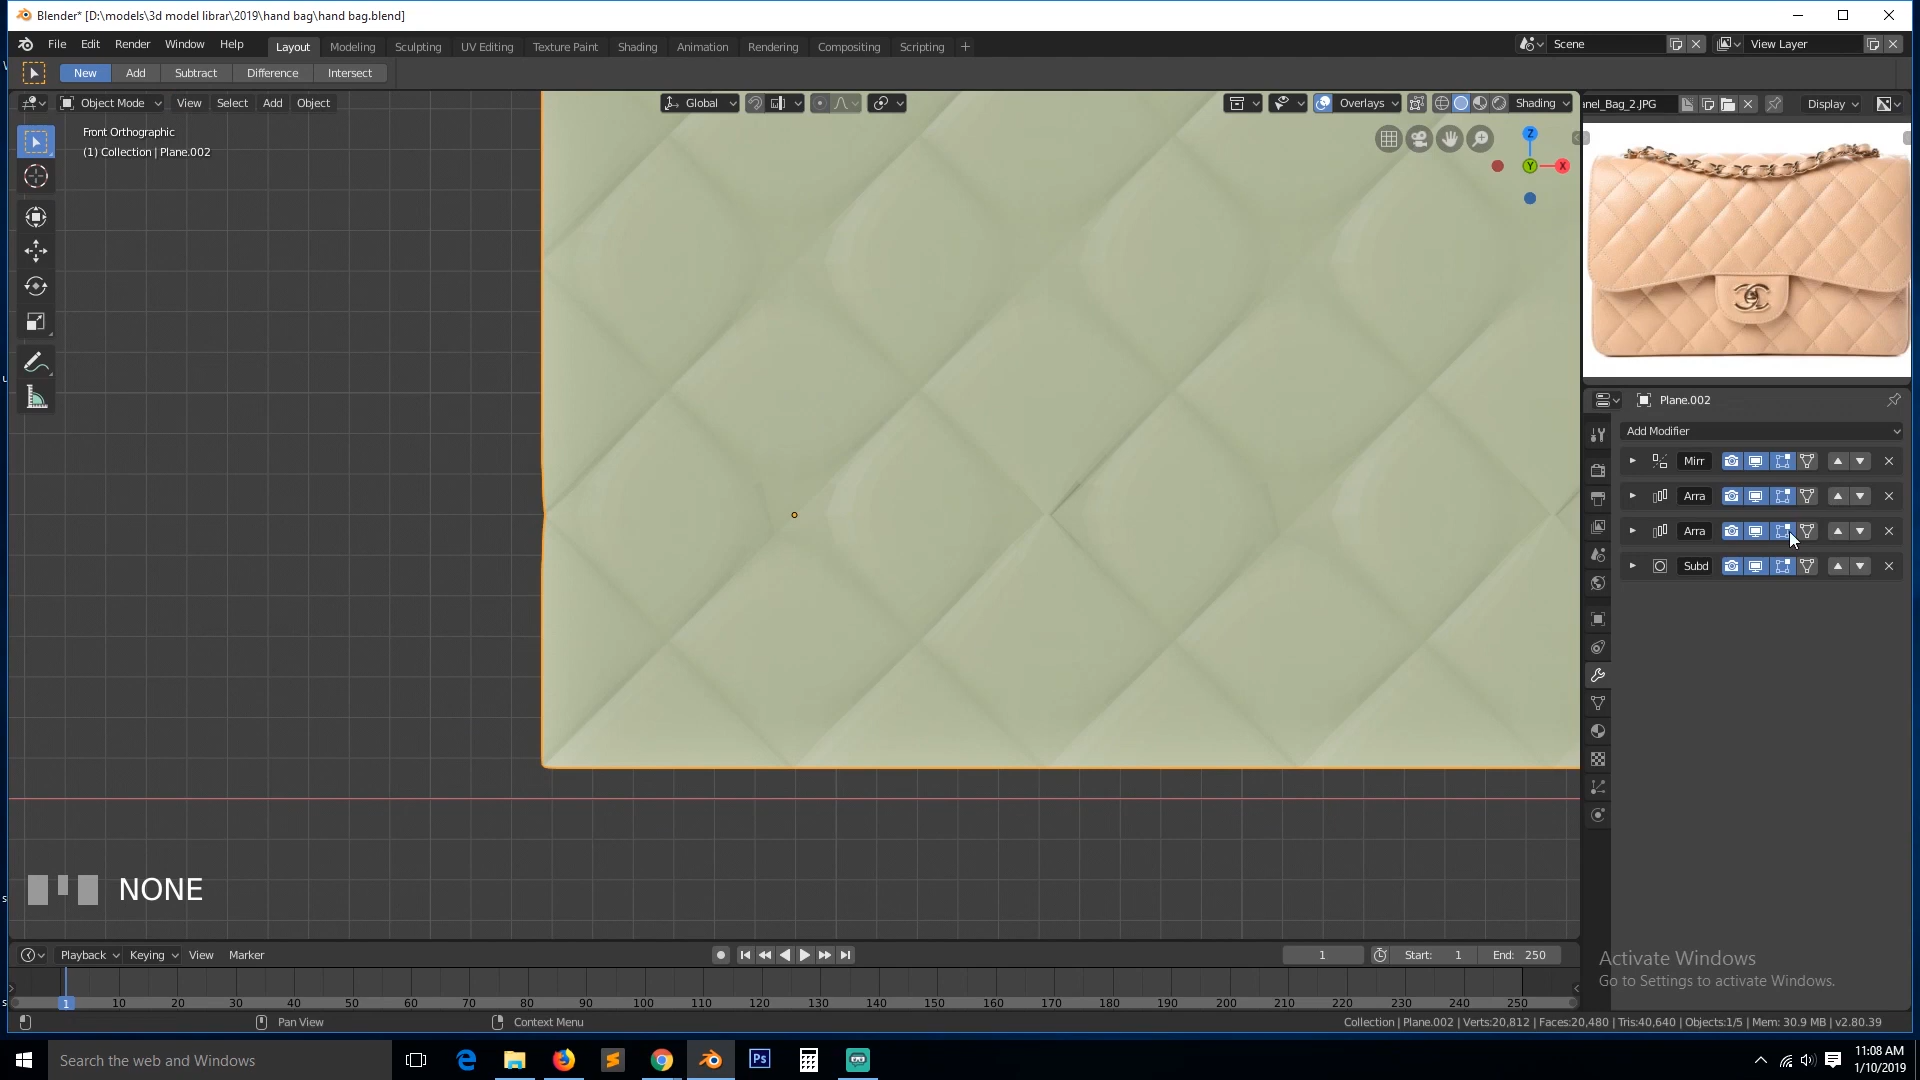 Blender* [D:\models\3d model librar\2019\hand bag\hand bag.blend]
File Edit Render Window Help Layout Modeling Sculpting UV Editing Texture Paint Shading Animation Rendering Compositing Scripting Scene View Layer
New Add Subtract Difference Intersect
Object Mode View Select Add Object Global Overlays Shading anel_Bag_2.JPG Display
Front Orthographic
(1) Collection | Plane.002
Z
Y
X
Plane.002
Add Modifier
Mirr
Arra
Arra
Subd
NONE
Playback Keying View Marker 1 Start: 1 End: 250
1 10 20 30 40 50 60 70 80 90 100 110 120 130 140 150 160 170 180 190 200 210 220 230 240 250
Activate Windows
Go to Settings to activate Windows.
Pan View Context Menu Collection | Plane.002 | Verts:20,812 | Faces:20,480 | Tris:40,640 | Objects:1/5 | Mem: 30.9 MB | v2.80.39
Search the web and Windows
Ps
11:08 AM
1/10/2019